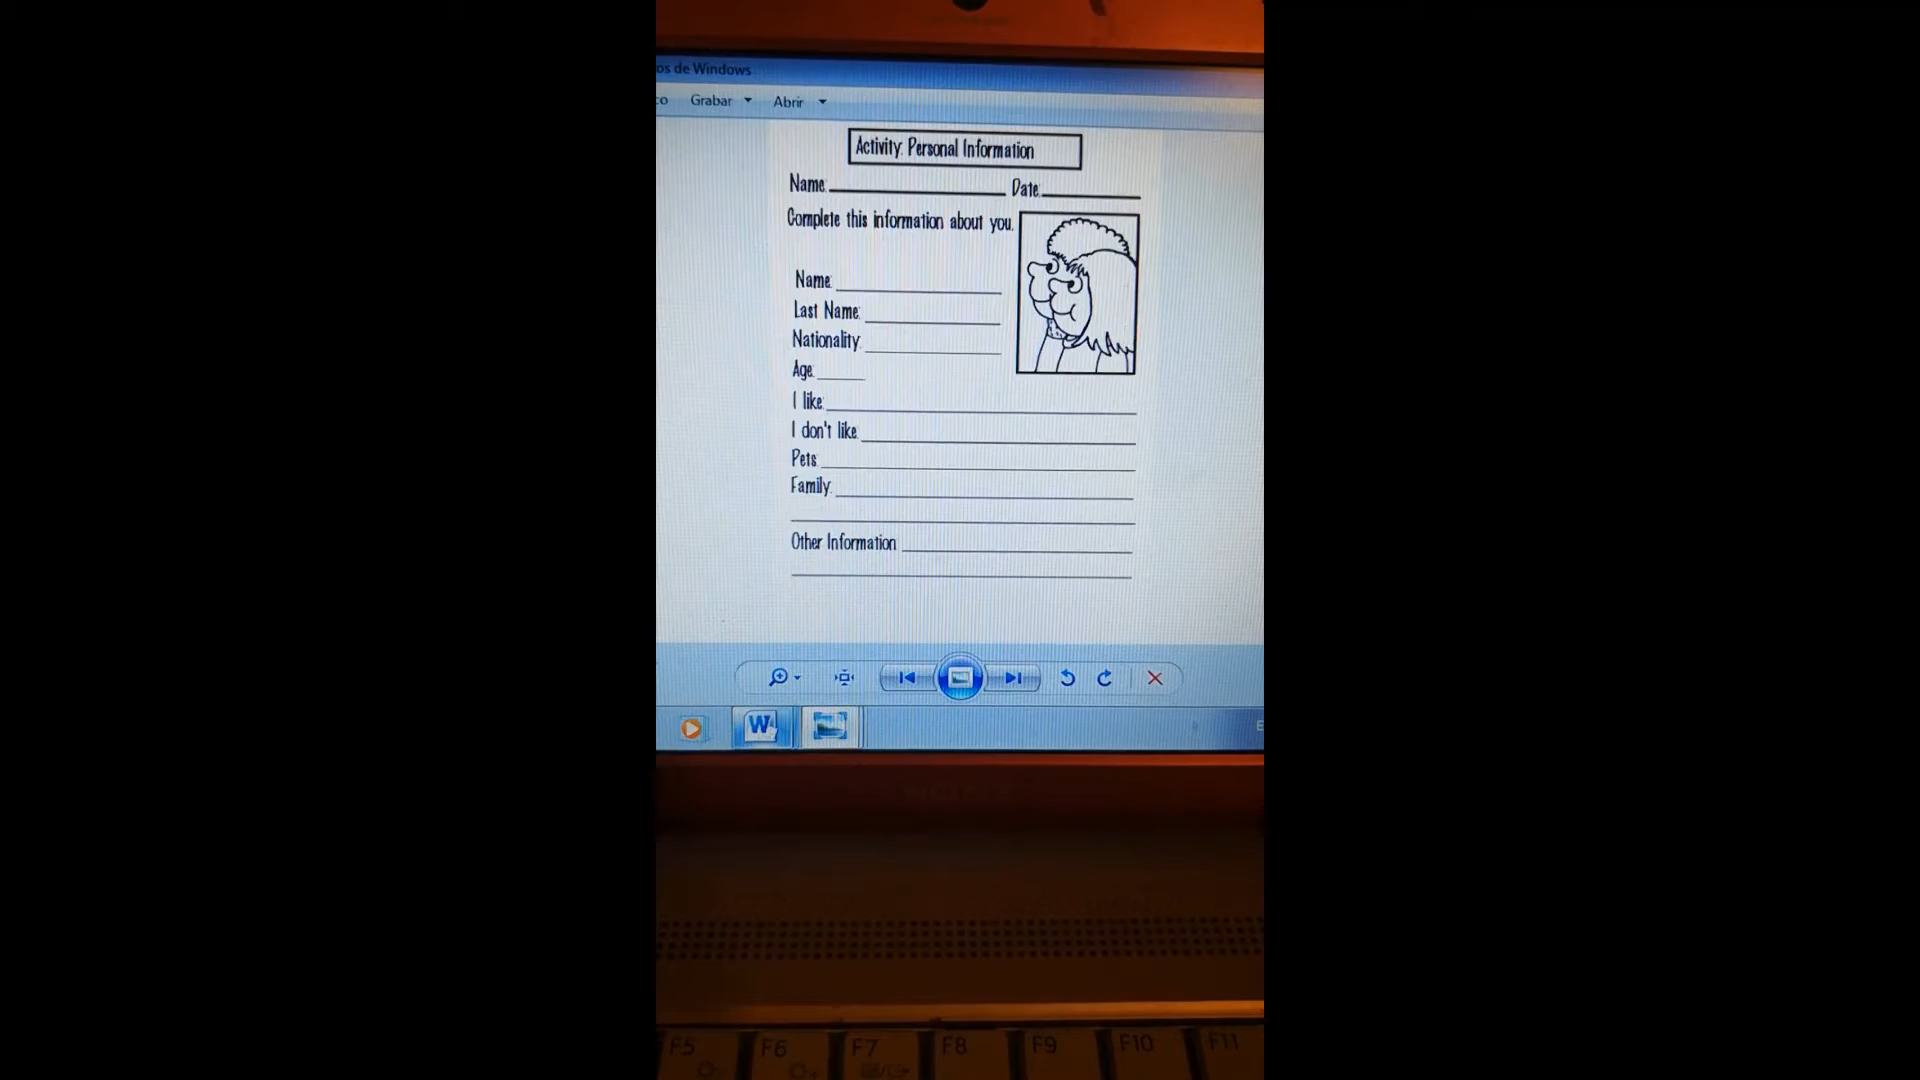 os de Windows
o Grabar Abrir
Activity: Personal Information
Name: Date:
Complete this information about you.
Name:
Last Name:
Nationality:
Age:
I like:
I don't like:
Pets:
Family:
Other Information
W
E
F5 F6 F7 F8 F9 F10 F11